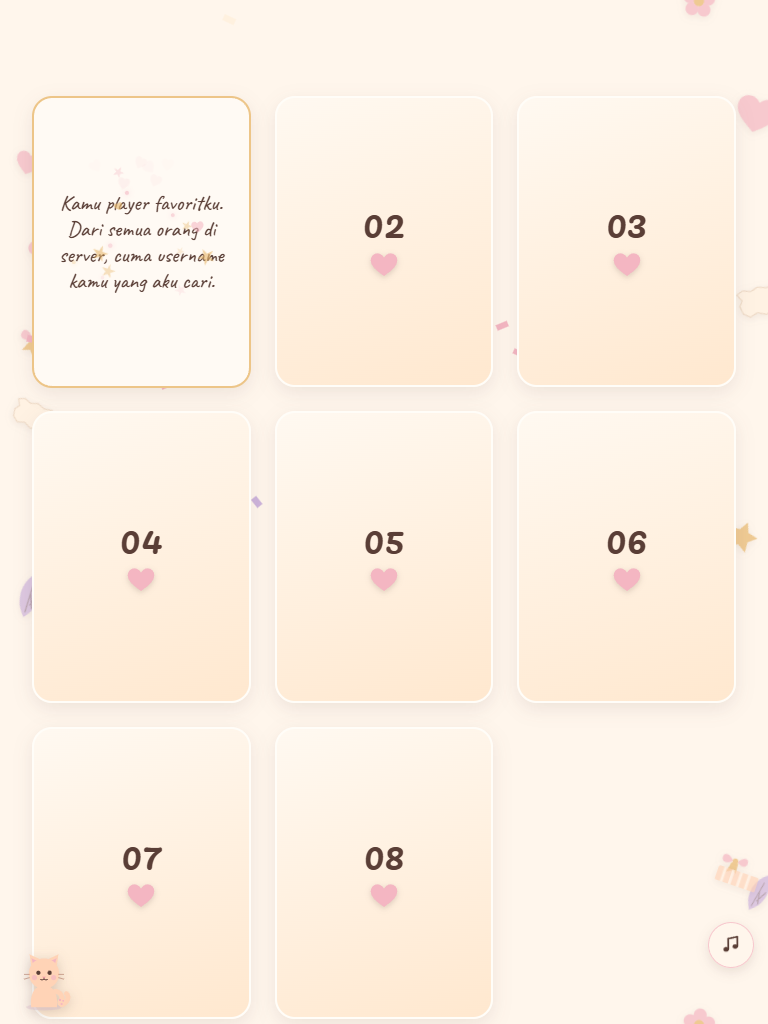 Kamu player favoritku.
Dari semua orang di
server, cuma username
kamu yang aku cari.
02
03
04
05
06
07
08